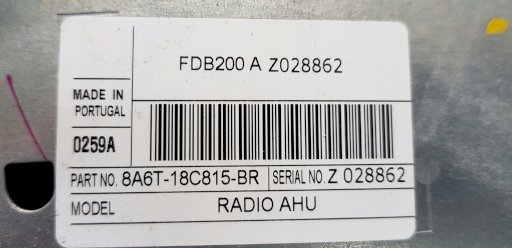 FDB200 A Z028862
MADE IN
PORTUGAL
0259A
PART NO. 8A6T-18C815-BR SERIAL NO. Z 028862
MODEL RADIO AHU